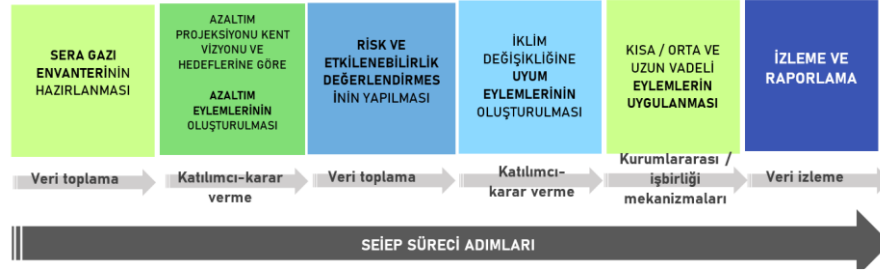 SERA GAZI
ENVANTERİNİN
HAZIRLANMASI
AZALTIM
PROJEKSİYONU KENT
VİZYONU VE
HEDEFLERİNE GÖRE
AZALTIM
EYLEMLERİNİN
OLUŞTURULMASI
RİSK VE
ETKİLENEBİLİRLİK
DEĞERLENDİRMES
İNİN YAPILMASI
İKLİM
DEĞİŞİKLİĞİNE
UYUM
EYLEMLERİNİN
OLUŞTURULMASI
KISA / ORTA VE
UZUN VADELİ
EYLEMLERİN
UYGULANMASI
İZLEME VE
RAPORLAMA
Veri toplama
Katılımcı-karar
verme
Veri toplama
Katılımcı-
karar verme
Kurumlararası /
işbirliği
mekanizmaları
Veri izleme
SEİEP SÜRECİ ADIMLARI